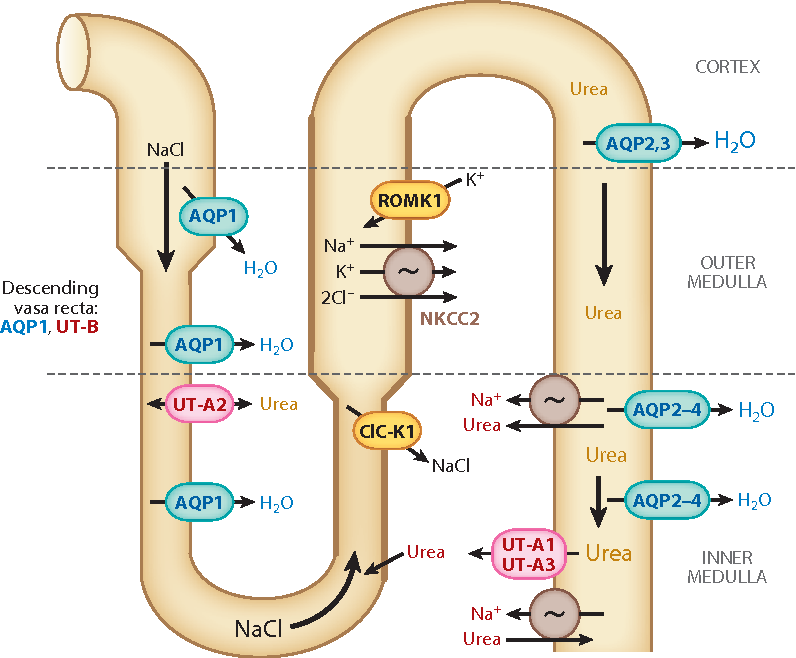 CORTEX
Urea
AQP2,3
H₂O
NaCl
AQP1
H₂O
ROMK1
K⁺
Na⁺
K⁺
2Cl⁻
~
NKCC2
OUTER
MEDULLA
Urea
Descending
vasa recta:
AQP1, UT-B
AQP1
H₂O
UT-A2
Urea
ClC-K1
NaCl
Na⁺
~
Urea
AQP2–4
H₂O
Urea
AQP1
H₂O
AQP2–4
H₂O
Urea
UT-A1
UT-A3
Urea
INNER
MEDULLA
NaCl
Na⁺
~
Urea